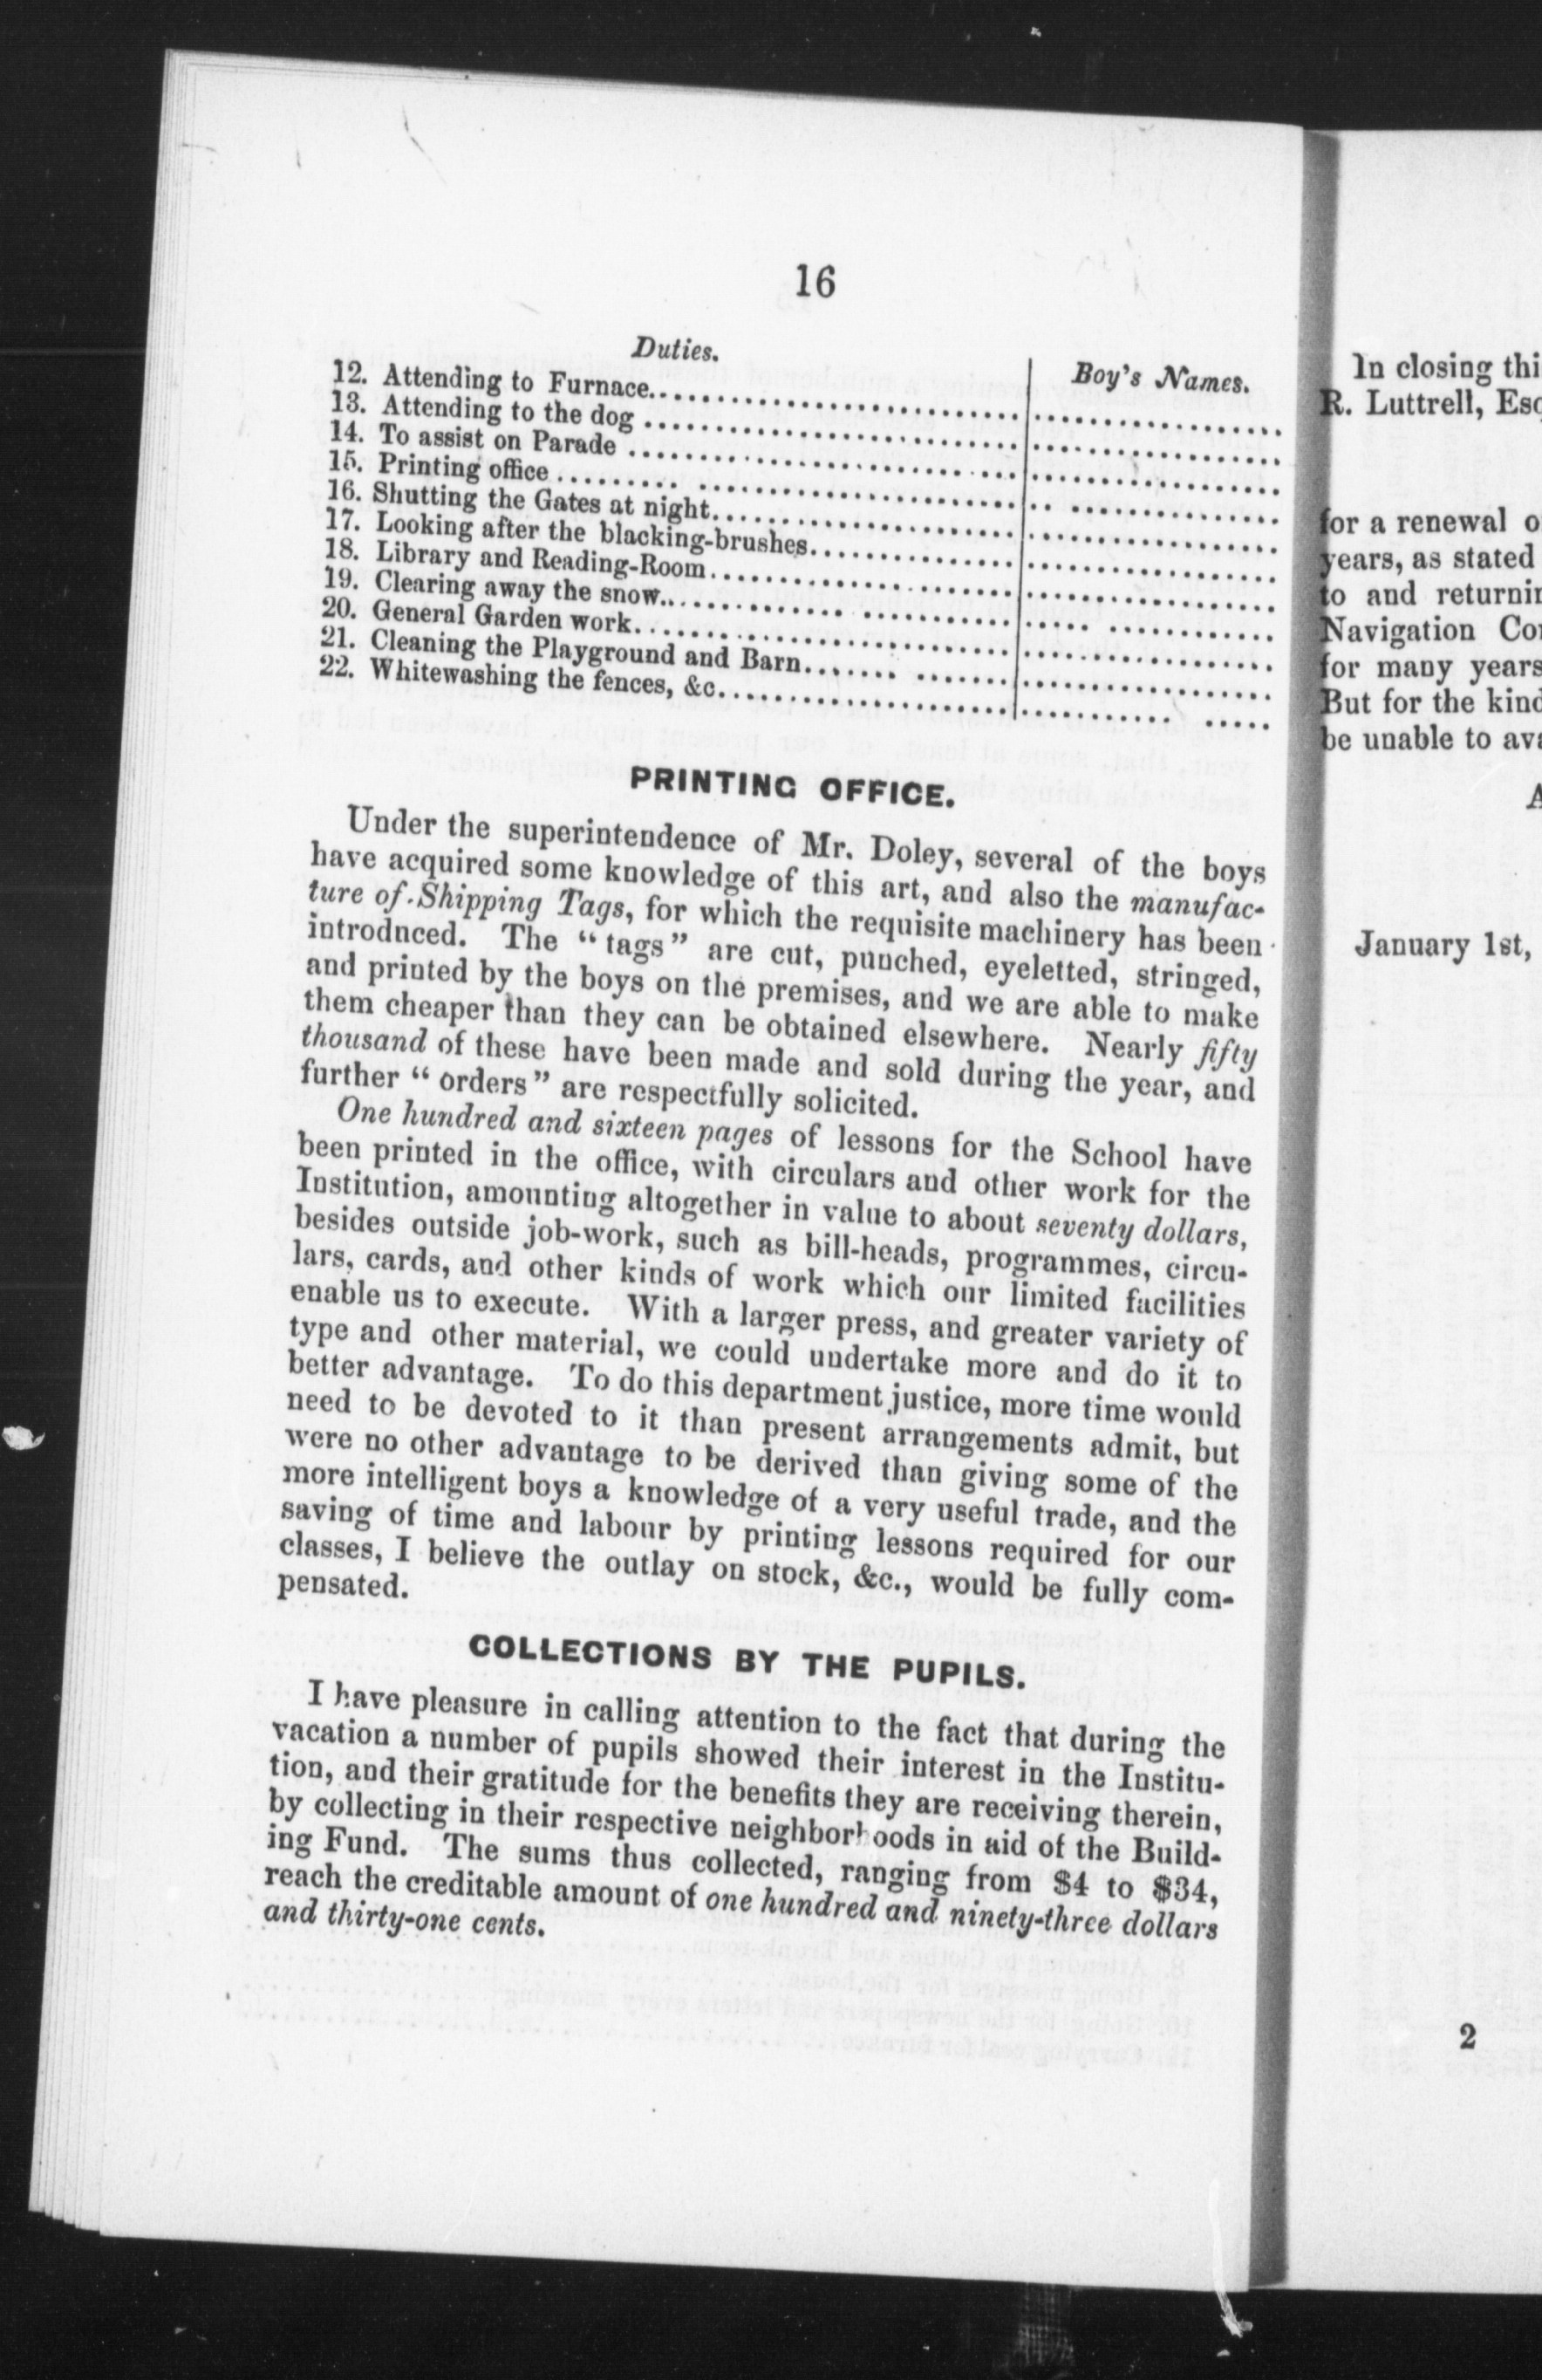 16
Duties.
Boy's Names.
12. Attending to Furnace
13. Attending to the dog
14. To assist on Parade
15. Printing office
16. Shutting the Gates at night
17. Looking after the blacking-brushes
18. Library and Reading-Room
19. Clearing away the snow
20. General Garden work
21. Cleaning the Playground and Barn
22. Whitewashing the fences, &c
PRINTING OFFICE.
Under the superintendence of Mr. Doley, several of the boys
have acquired some knowledge of this art, and also the manufac-
ture of Shipping Tags, for which the requisite machinery has been
introdnced. The "tags" are cut, punched, eyeletted, stringed,
and printed by the boys on the premises, and we are able to make
them cheaper than they can be obtained elsewhere. Nearly fifty
thousand of these have been made and sold during the year, and
further "orders" are respectfully solicited.
One hundred and sixteen pages of lessons for the School have
been printed in the office, with circulars and other work for the
Institution, amounting altogether in value to about seventy dollars,
besides outside job-work, such as bill-heads, programmes, circu-
lars, cards, and other kinds of work which our limited facilities
enable us to execute. With a larger press, and greater variety of
type and other material, we could undertake more and do it to
better advantage. To do this department justice, more time would
need to be devoted to it than present arrangements admit, but
were no other advantage to be derived than giving some of the
more intelligent boys a knowledge of a very useful trade, and the
saving of time and labour by printing lessons required for our
classes, I believe the outlay on stock, &c., would be fully com-
pensated.
COLLECTIONS BY THE PUPILS.
I have pleasure in calling attention to the fact that during the
vacation a number of pupils showed their interest in the Institu-
tion, and their gratitude for the benefits they are receiving therein,
by collecting in their respective neighborhoods in aid of the Build-
ing Fund. The sums thus collected, ranging from $4 to $34,
reach the creditable amount of one hundred and ninety-three dollars
and thirty-one cents.
In closing thi
R. Luttrell, Esq
for a renewal o
years, as stated
to and returnin
Navigation Co
for many years
But for the kind
be unable to ava
A
January 1st,
2